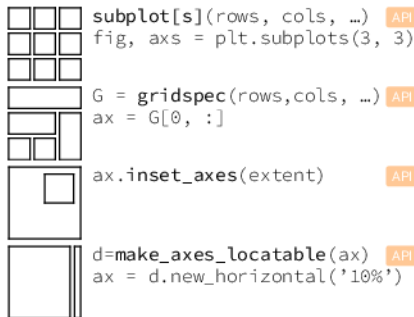 subplot[s](rows, cols, …) API
fig, axs = plt.subplots(3, 3)
G = gridspec(rows,cols, …) API
ax = G[0, :]
ax.inset_axes(extent) API
d=make_axes_locatable(ax) API
ax = d.new_horizontal('10%')